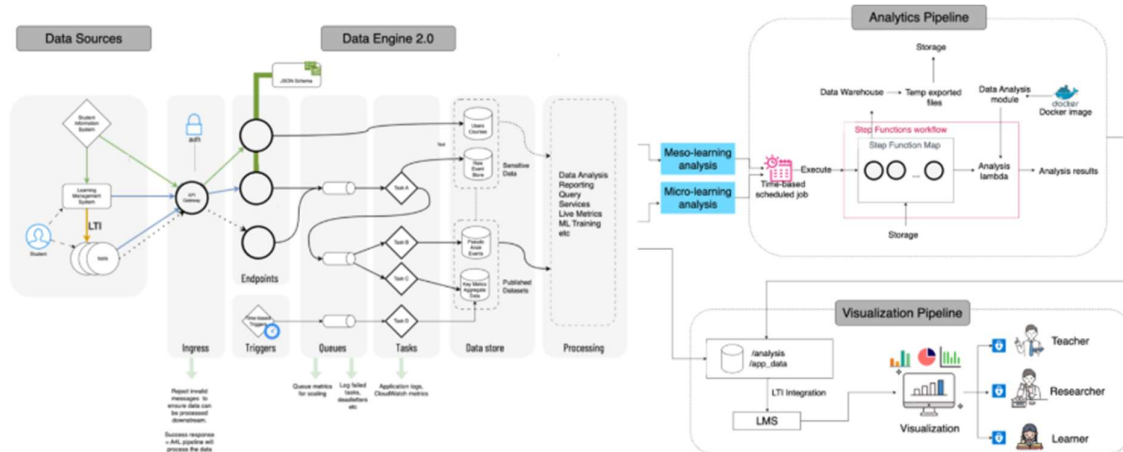 Data Sources
Data Engine 2.0
Analytics Pipeline
JSON Schema
Student
Information
System
auth
API
Gateway
Learning
Management
System
LTI
Student
tools
Endpoints
Time-based
Triggers
Task A
Task B
Task C
Task D
Users
Courses
Raw
Event
Store
Sensitive
Data
Pseudo
Anon
Events
Key Metrics
Aggregate
Data
Published
Datasets
Data Analysis
Reporting
Query
Services
Live Metrics
ML Training
etc
Ingress
Triggers
Queues
Tasks
Data store
Processing
Reject invalid
messages to
ensure data can
be processed
downstream.
Success response
= A4L pipeline will
process the data
Queue metrics
for scaling
Log failed
tasks,
deadletters
etc
Application logs,
CloudWatch metrics
Meso-learning
analysis
Micro-learning
analysis
Time-based
scheduled job
Execute
Storage
Data Warehouse
Temp exported
files
Data Analysis
module
docker
Docker image
Step Functions workflow
Step Function Map
...
Analysis
lambda
Analysis results
Storage
Visualization Pipeline
/analysis
/app_data
LTI Integration
LMS
Visualization
Teacher
Researcher
Learner